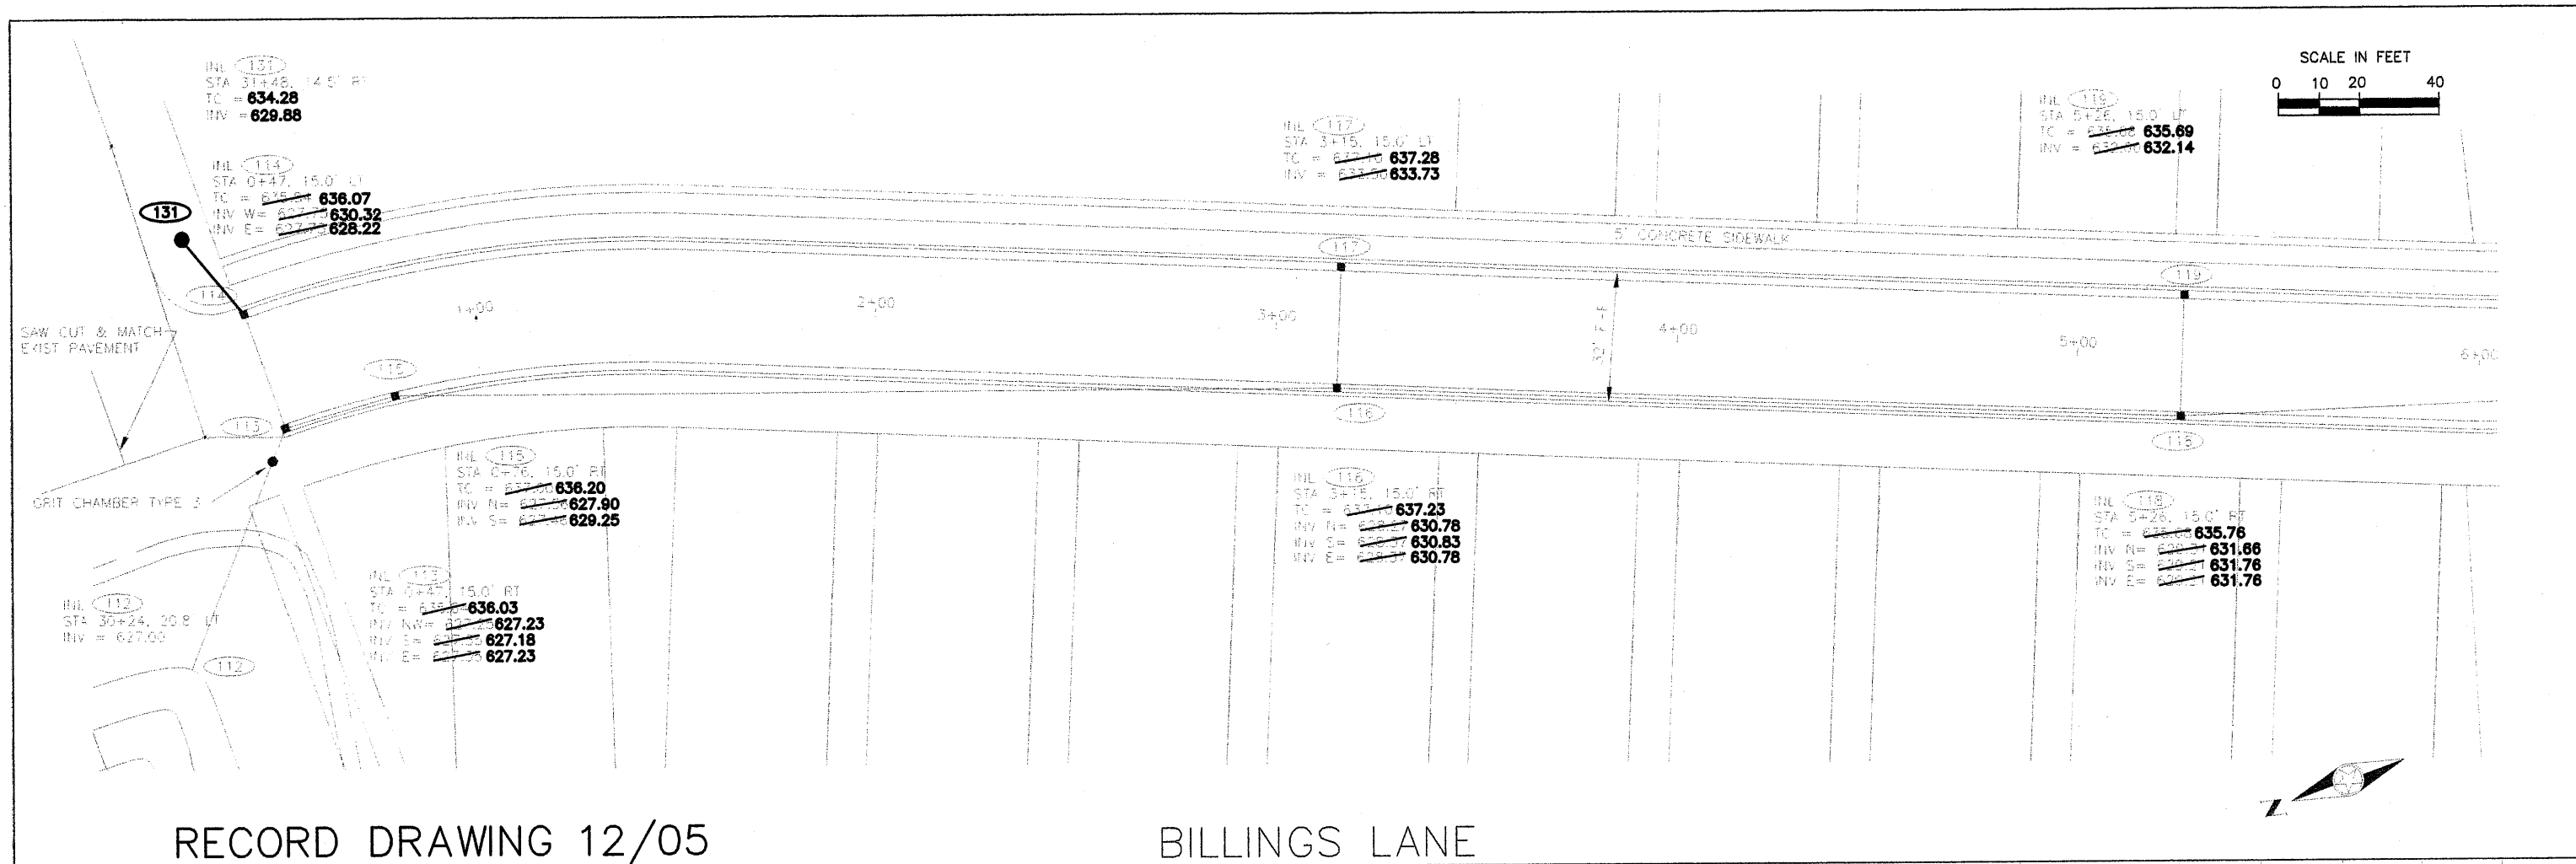 SCALE IN FEET
0 10 20 40
INL 131
STA 31+48, 14.5' RT
TC = 634.28
INV = 629.88
INL 114
STA 0+47, 15.0' LT
TC = 636.07
INV W= 630.32
INV E= 628.22
131
INL 117
STA 3+15, 15.0' LT
TC = 637.28
INV = 633.73
INL 119
STA 5+26, 15.0' LT
TC = 635.69
INV = 632.14
5' CONCRETE SIDEWALK
117
119
114
1+00
2+00
3+00
4+00
5+00
6+00
32' F-F
SAW CUT & MATCH
EXIST PAVEMENT
115
113
116
118
GRIT CHAMBER TYPE 3
INL 115
STA 0+76, 15.0' RT
TC = 636.20
INV N= 627.90
INV S= 629.25
INL 116
STA 3+15, 15.0' RT
TC = 637.23
INV N= 630.78
INV S= 630.83
INV E= 630.78
INL 118
STA 5+26, 15.0' RT
TC = 635.76
INV N= 631.66
INV S= 631.76
INV E= 631.76
INL 113
STA 0+47, 15.0' RT
TC = 636.03
INV NW= 627.23
INV S= 627.18
INV E= 627.23
INL 112
STA 30+24, 20.8' LT
INV = 627.00
112
Z
RECORD DRAWING 12/05
BILLINGS LANE